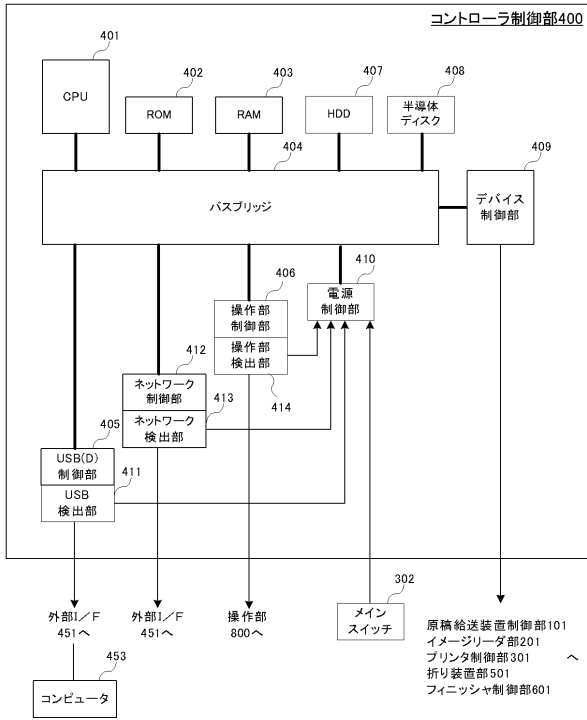 コントローラ制御部400
401
CPU
402
ROM
403
RAM
407
HDD
408
半導体
ディスク
404
バスブリッジ
409
デバイス
制御部
406
操作部
制御部
操作部
検出部
414
410
電源
制御部
412
ネットワーク
制御部
413
ネットワーク
検出部
405
USB(D)
制御部
411
USB
検出部
外部I/F
451へ
外部I/F
451へ
操作部
800へ
302
メイン
スイッチ
原稿給送装置制御部101
イメージリーダ部201
プリンタ制御部301 へ
折り装置部501
フィニッシャ制御部601
453
コンピュータ